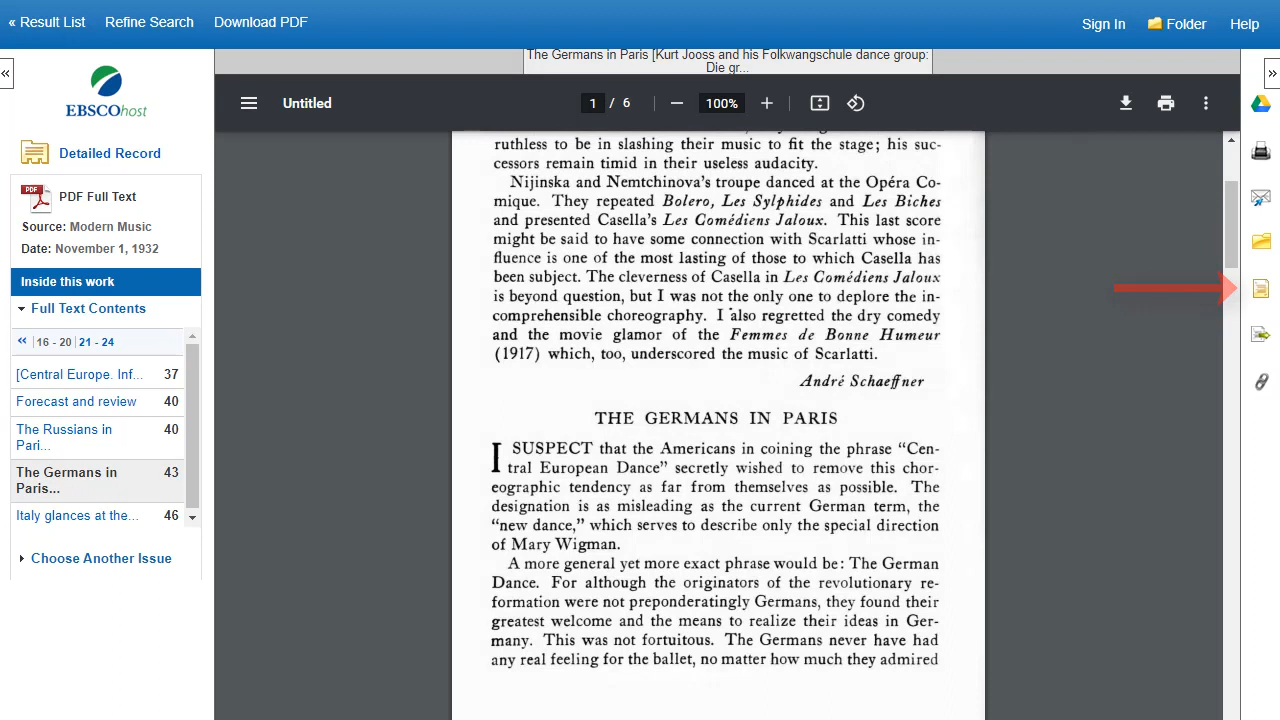 « Result List Refine Search Download PDF Sign In Folder Help
«
EBSCOhost
Detailed Record
PDF PDF Full Text
Source: Modern Music
Date: November 1, 1932
Inside this work
Full Text Contents
« 16 - 20 21 - 24
[Central Europe. Inf... 37
Forecast and review 40
The Russians in
Pari... 40
The Germans in
Paris... 43
Italy glances at the... 46
Choose Another Issue
The Germans in Paris [Kurt Jooss and his Folkwangschule dance group:
Die gr...
»
Untitled 1 / 6 100%
ruthless to be in slashing their music to fit the stage; his suc-
cessors remain timid in their useless audacity.
Nijinska and Nemtchinova's troupe danced at the Opéra Co-
mique. They repeated Bolero, Les Sylphides and Les Biches
and presented Casella's Les Comédiens Jaloux. This last score
might be said to have some connection with Scarlatti whose in-
fluence is one of the most lasting of those to which Casella has
been subject. The cleverness of Casella in Les Comédiens Jaloux
is beyond question, but I was not the only one to deplore the in-
comprehensible choreography. I also regretted the dry comedy
and the movie glamor of the Femmes de Bonne Humeur
(1917) which, too, underscored the music of Scarlatti.
André Schaeffner
THE GERMANS IN PARIS
I SUSPECT that the Americans in coining the phrase "Cen-
tral European Dance" secretly wished to remove this chor-
eographic tendency as far from themselves as possible. The
designation is as misleading as the current German term, the
"new dance," which serves to describe only the special direction
of Mary Wigman.
A more general yet more exact phrase would be: The German
Dance. For although the originators of the revolutionary re-
formation were not preponderatingly Germans, they found their
greatest welcome and the means to realize their ideas in Ger-
many. This was not fortuitous. The Germans never have had
any real feeling for the ballet, no matter how much they admired